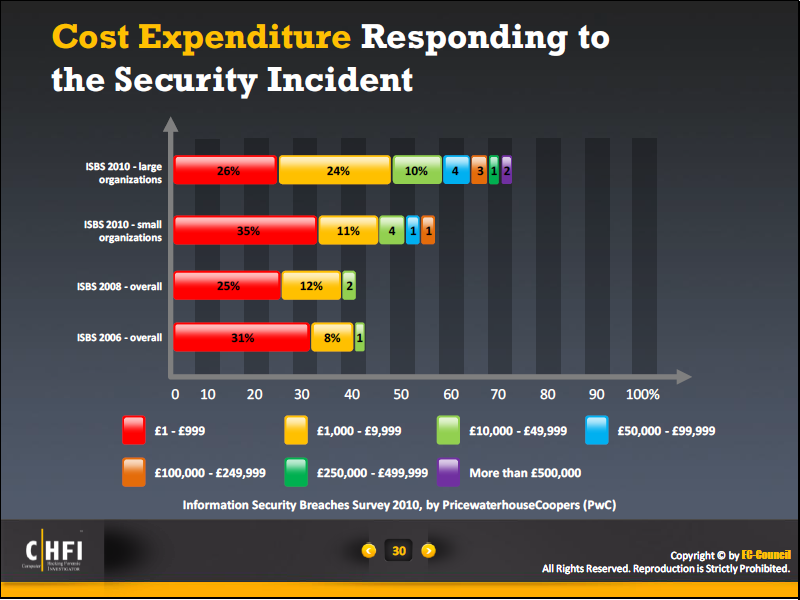 Cost Expenditure Responding to
the Security Incident
ISBS 2010 - large
organizations
26% 24% 10% 4 3 1 2
ISBS 2010 - small
organizations
35% 11% 4 1 1
ISBS 2008 - overall
25% 12% 2
ISBS 2006 - overall
31% 8% 1
0 10 20 30 40 50 60 70 80 90 100%
£1 - £999 £1,000 - £9,999 £10,000 - £49,999 £50,000 - £99,999
£100,000 - £249,999 £250,000 - £499,999 More than £500,000
Information Security Breaches Survey 2010, by PricewaterhouseCoopers (PwC)
CHFI
Computer Hacking Forensic
INVESTIGATOR
30
Copyright © by EC-Council
All Rights Reserved. Reproduction is Strictly Prohibited.